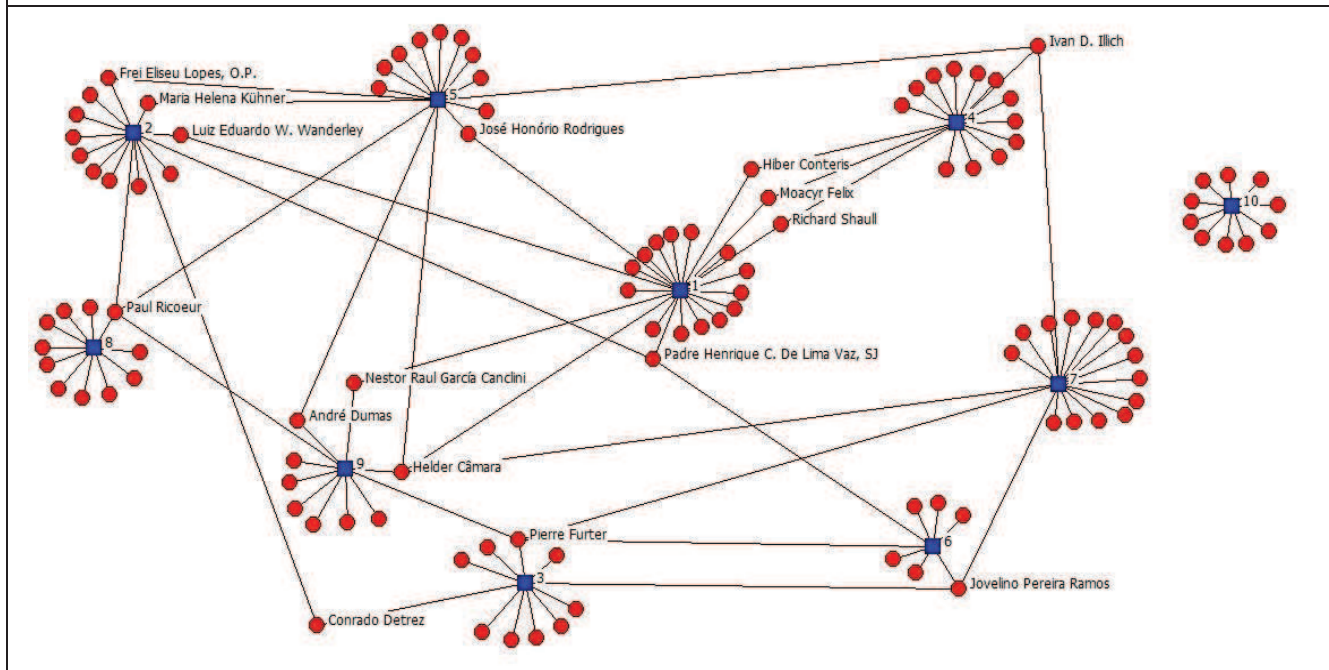 Ivan D. Illich
Frei Eliseu Lopes, O.P.
Maria Helena Kühner
5
4
2
Luiz Eduardo W. Wanderley
José Honório Rodrigues
Hiber Conteris
Moacyr Felix
10
Richard Shaull
1
Paul Ricoeur
8
Padre Henrique C. De Lima Vaz, SJ
Nestor Raul García Canclini
7
André Dumas
9
Helder Câmara
Pierre Furter
6
3
Jovelino Pereira Ramos
Conrado Detrez